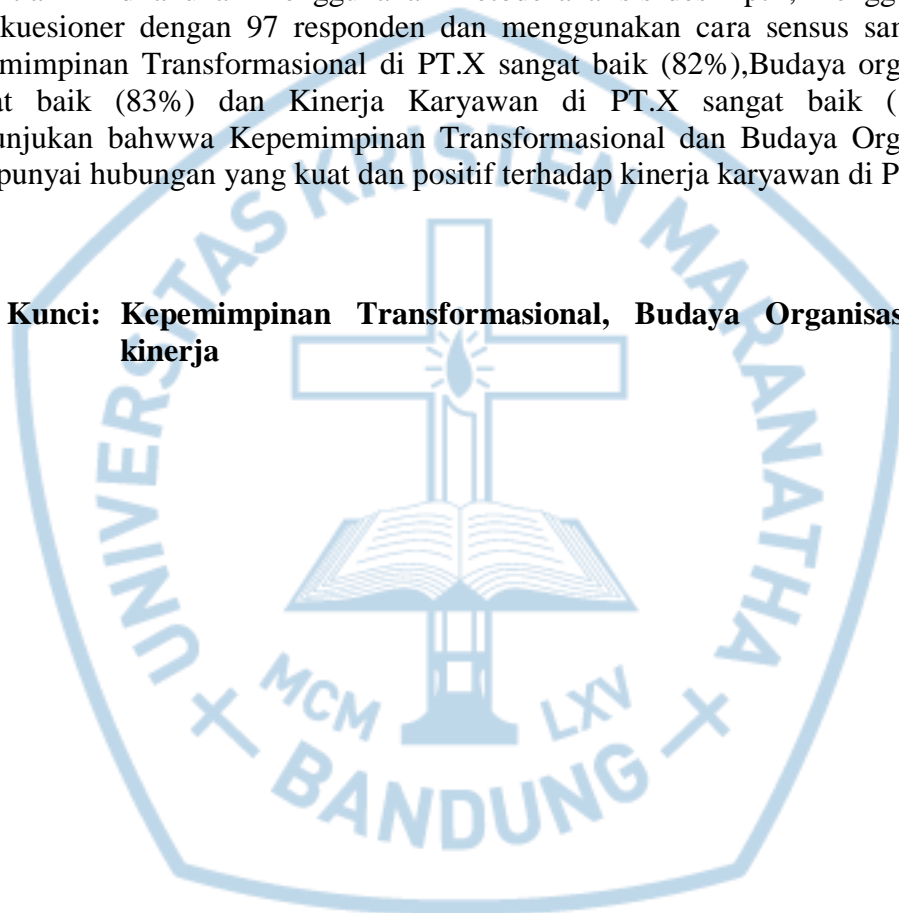 kuesioner dengan 97 responden dan menggunakan cara sensus
Transformasional di PT.X sangat baik (82%),Budaya
baik (83%) dan Kinerja Karyawan di PT.X sangat baik (
bahwwa Kepemimpinan Transformasional dan Budaya
hubungan yang kuat dan positif terhadap kinerja karyawan di
Kunci: Kepemimpinan Transformasional, Budaya
kinerja
UNIVERSITAS KRISTEN MARANATHA
MCM LXV
BANDUNG